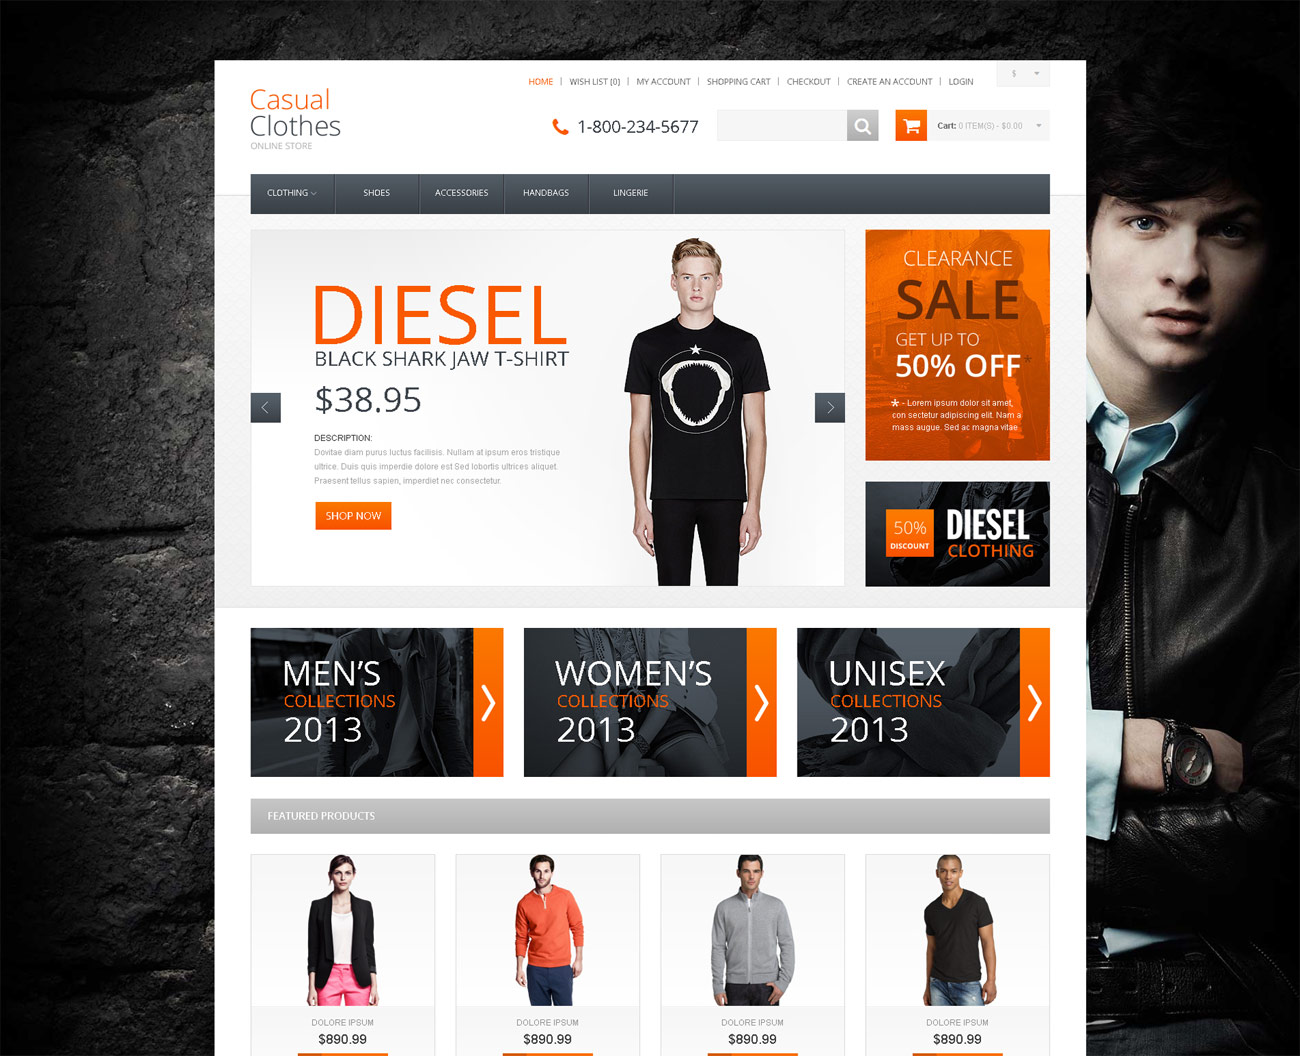 HOME | WISH LIST (0) | MY ACCOUNT | SHOPPING CART | CHECKOUT | CREATE AN ACCOUNT | LOGIN
$
Casual
Clothes
ONLINE STORE
1-800-234-5677
Cart: 0 ITEM(S) - $0.00
CLOTHING
SHOES
ACCESSORIES
HANDBAGS
LINGERIE
DIESEL
BLACK SHARK JAW T-SHIRT
$38.95
DESCRIPTION:
Dovitae diam purus luctus facilisis. Nullam at ipsum eros tristique
ultrice. Duis quis imperdie dolore est Sed lobortis ultrices aliquet.
Praesent tellus sapien, imperdiet nec consectetur.
SHOP NOW
CLEARANCE
SALE
GET UP TO
50% OFF*
* - Lorem ipsum dolor sit amet,
con sectetur adipiscing elit. Nam a
mass augue. Sed ac magna vitae
50%
DISCOUNT
DIESEL
CLOTHING
MEN'S
COLLECTIONS
2013
WOMEN'S
COLLECTIONS
2013
UNISEX
COLLECTIONS
2013
FEATURED PRODUCTS
DOLORE IPSUM
$890.99
DOLORE IPSUM
$890.99
DOLORE IPSUM
$890.99
DOLORE IPSUM
$890.99